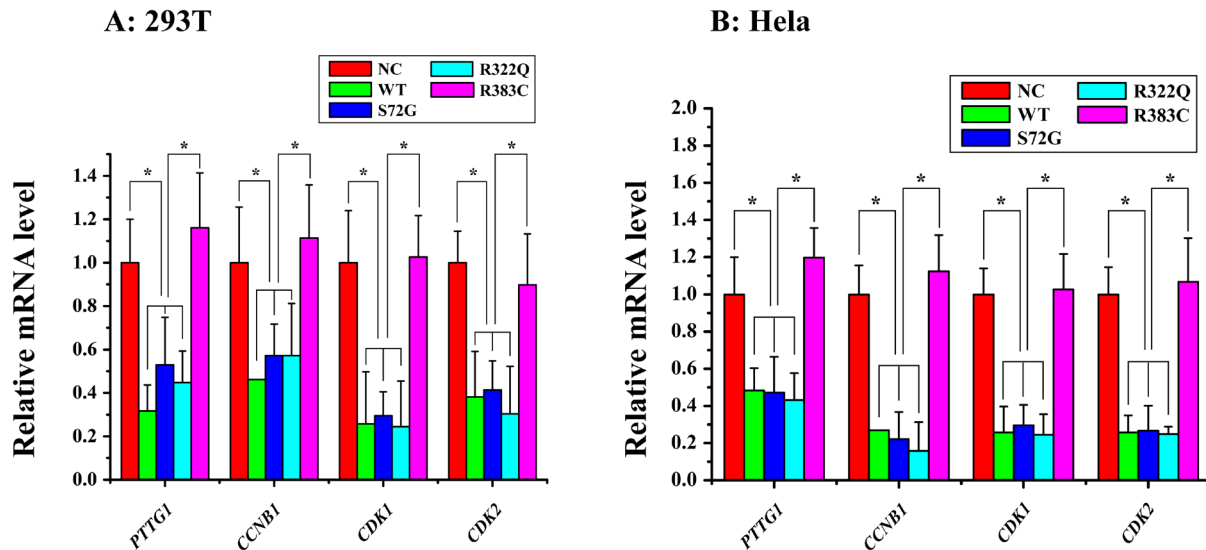 A: 293T
NC
WT
S72G
R322Q
R383C
Relative mRNA level
1.4
1.2
1.0
0.8
0.6
0.4
0.2
0.0
* * * * * * * *
PTTG1 CCNB1 CDK1 CDK2
B: Hela
NC
WT
S72G
R322Q
R383C
Relative mRNA level
2.0
1.8
1.6
1.4
1.2
1.0
0.8
0.6
0.4
0.2
0.0
* * * * * * * *
PTTG1 CCNB1 CDK1 CDK2